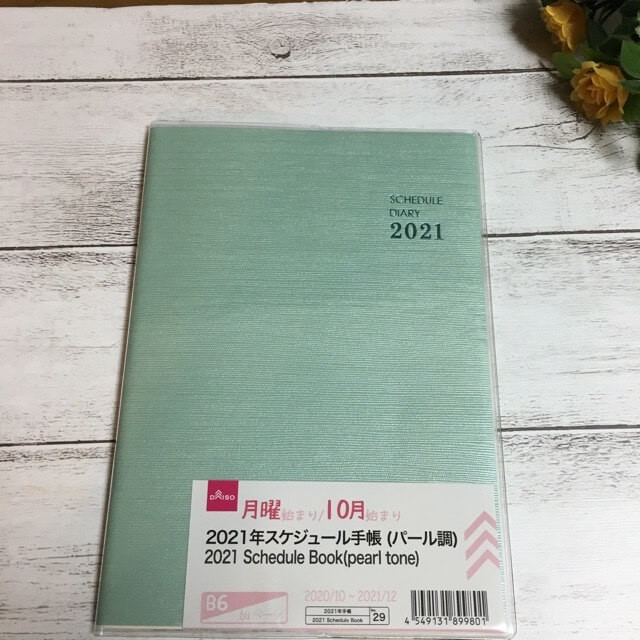 SCHEDULE
DIARY
2021
DAISO
月曜始まり/10月始まり
2021年スケジュール手帳 (パール調)
2021 Schedule Book(pearl tone)
B6
2020/10 ~ 2021/12
2021年手帳
2021 Schedule Book
No.
29
4 549131 899801